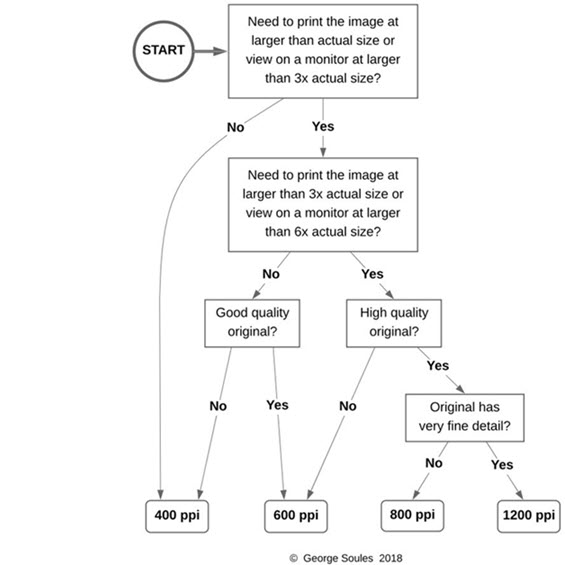 START
Need to print the image at
larger than actual size or
view on a monitor at larger
than 3x actual size?
No
Yes
Need to print the image at
larger than 3x actual size or
view on a monitor at larger
than 6x actual size?
No
Yes
Good quality
original?
High quality
original?
Yes
No
Yes
No
Original has
very fine detail?
No
Yes
400 ppi
600 ppi
800 ppi
1200 ppi
© George Soules 2018